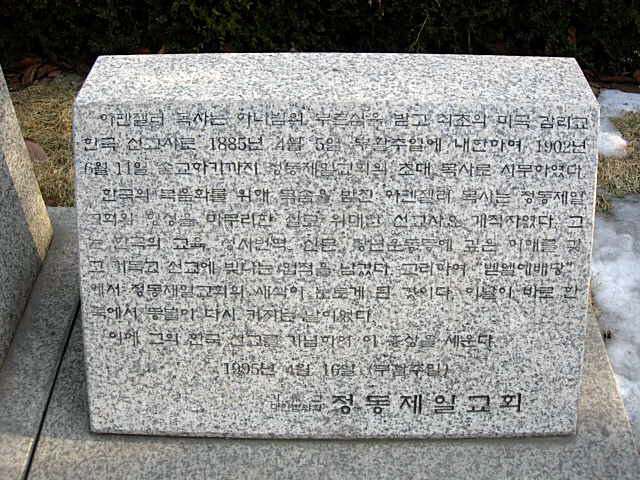 아펜젤러 목사는 하나님의 부르심을 받고 최초의 미국 감리교
한국 선교사로 1885년 4월 5일 부활주일에 내한하여, 1902년
6월 11일 순교하기까지 정동제일교회의 초대 목사로 시무하였다.
한국의 복음화를 위해 목숨을 바친 아펜젤러 목사는 정동제일
교회의 형성을 마무리한 실로 위대한 선교사요 개척자였다. 그
는 한국의 교육, 성서번역, 신문, 청년운동등에 깊은 이해를 갖
고 기독교 선교에 빛나는 업적을 남겼다. 그리하여 "벧엘예배당"
에서 정동제일교회의 새싹이 눈트게 된 것이다. 이날이 바로 한
국에서 불빛이 다시 켜지는 날이었다.
이에 그의 한국 선교를 기념하면서 이 흉상을 세운다.
1995년 4월 16일 (부활주일)
정동제일교회